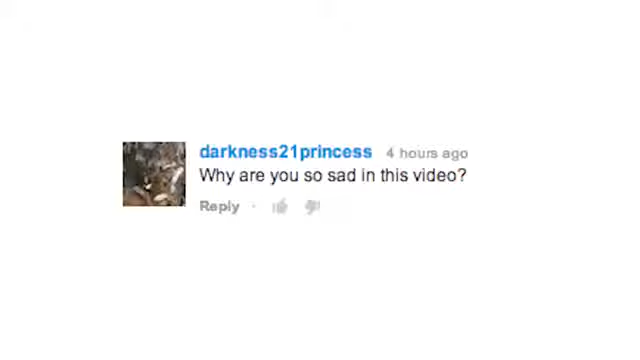 darkness21princess 4 hours ago
Why are you so sad in this video?
Reply ·